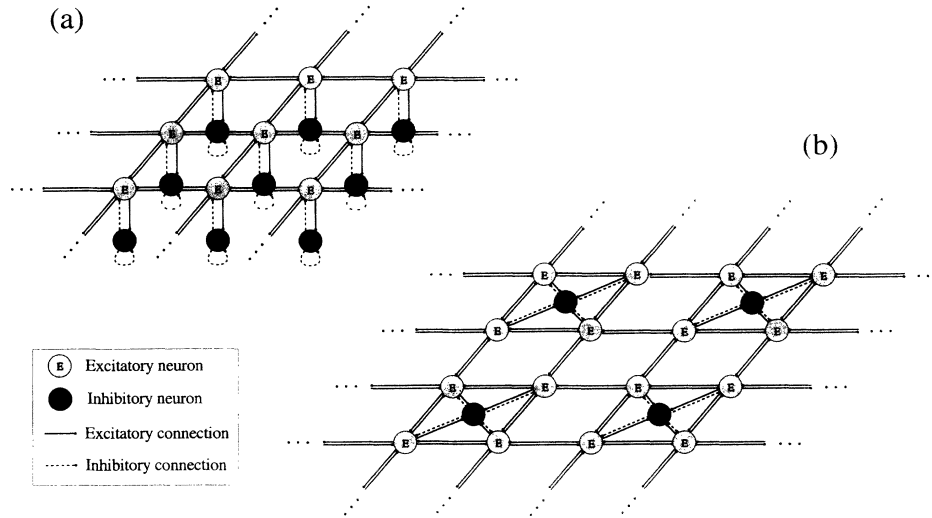 (a)
E E E
E E E
E E E
(b)
E E E E
E E E E
E E E E
E E E E
E Excitatory neuron
Inhibitory neuron
Excitatory connection
Inhibitory connection